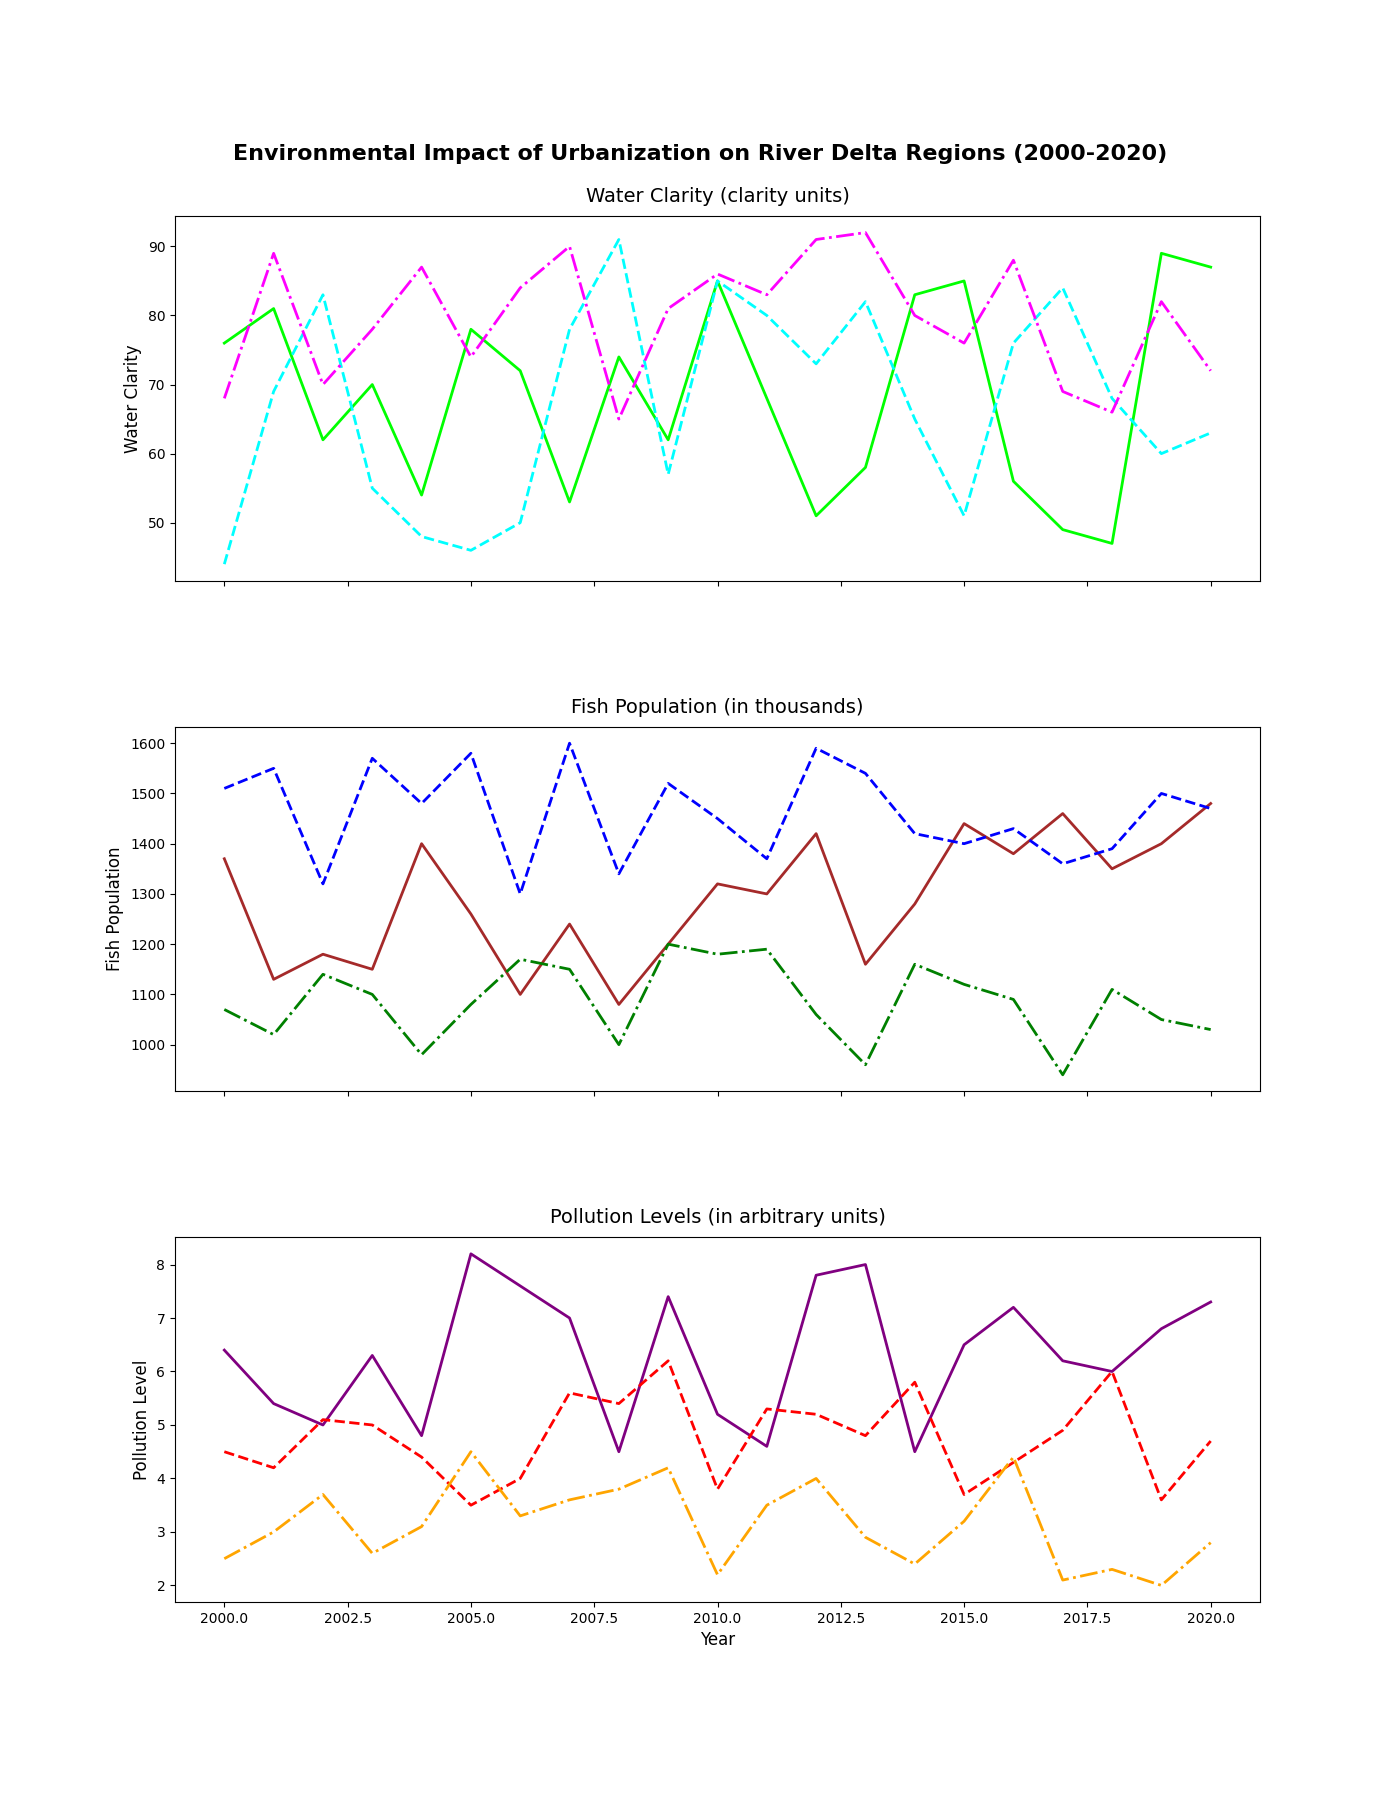 Environmental Impact of Urbanization on River Delta Regions (2000-2020)
Water Clarity (clarity units)
90
80
70
60
50
Water Clarity
Fish Population (in thousands)
1600
1500
1400
1300
1200
1100
1000
Fish Population
Pollution Levels (in arbitrary units)
8
7
6
5
4
3
2
Pollution Level
2000.0 2002.5 2005.0 2007.5 2010.0 2012.5 2015.0 2017.5 2020.0
Year